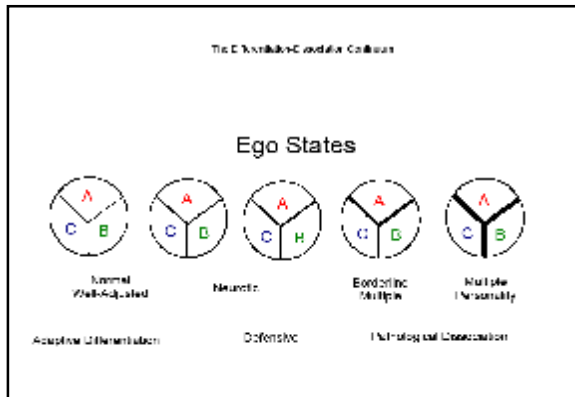 The Differentiation-Dissociation Continuum
Ego States
A
C B
A
C B
A
C B
A
C B
A
C B
Normal
Well-Adjusted
Neurotic
Borderline
Multiple
Multiple
Personality
Adaptive Differentiation
Defensive
Pathological Dissociation